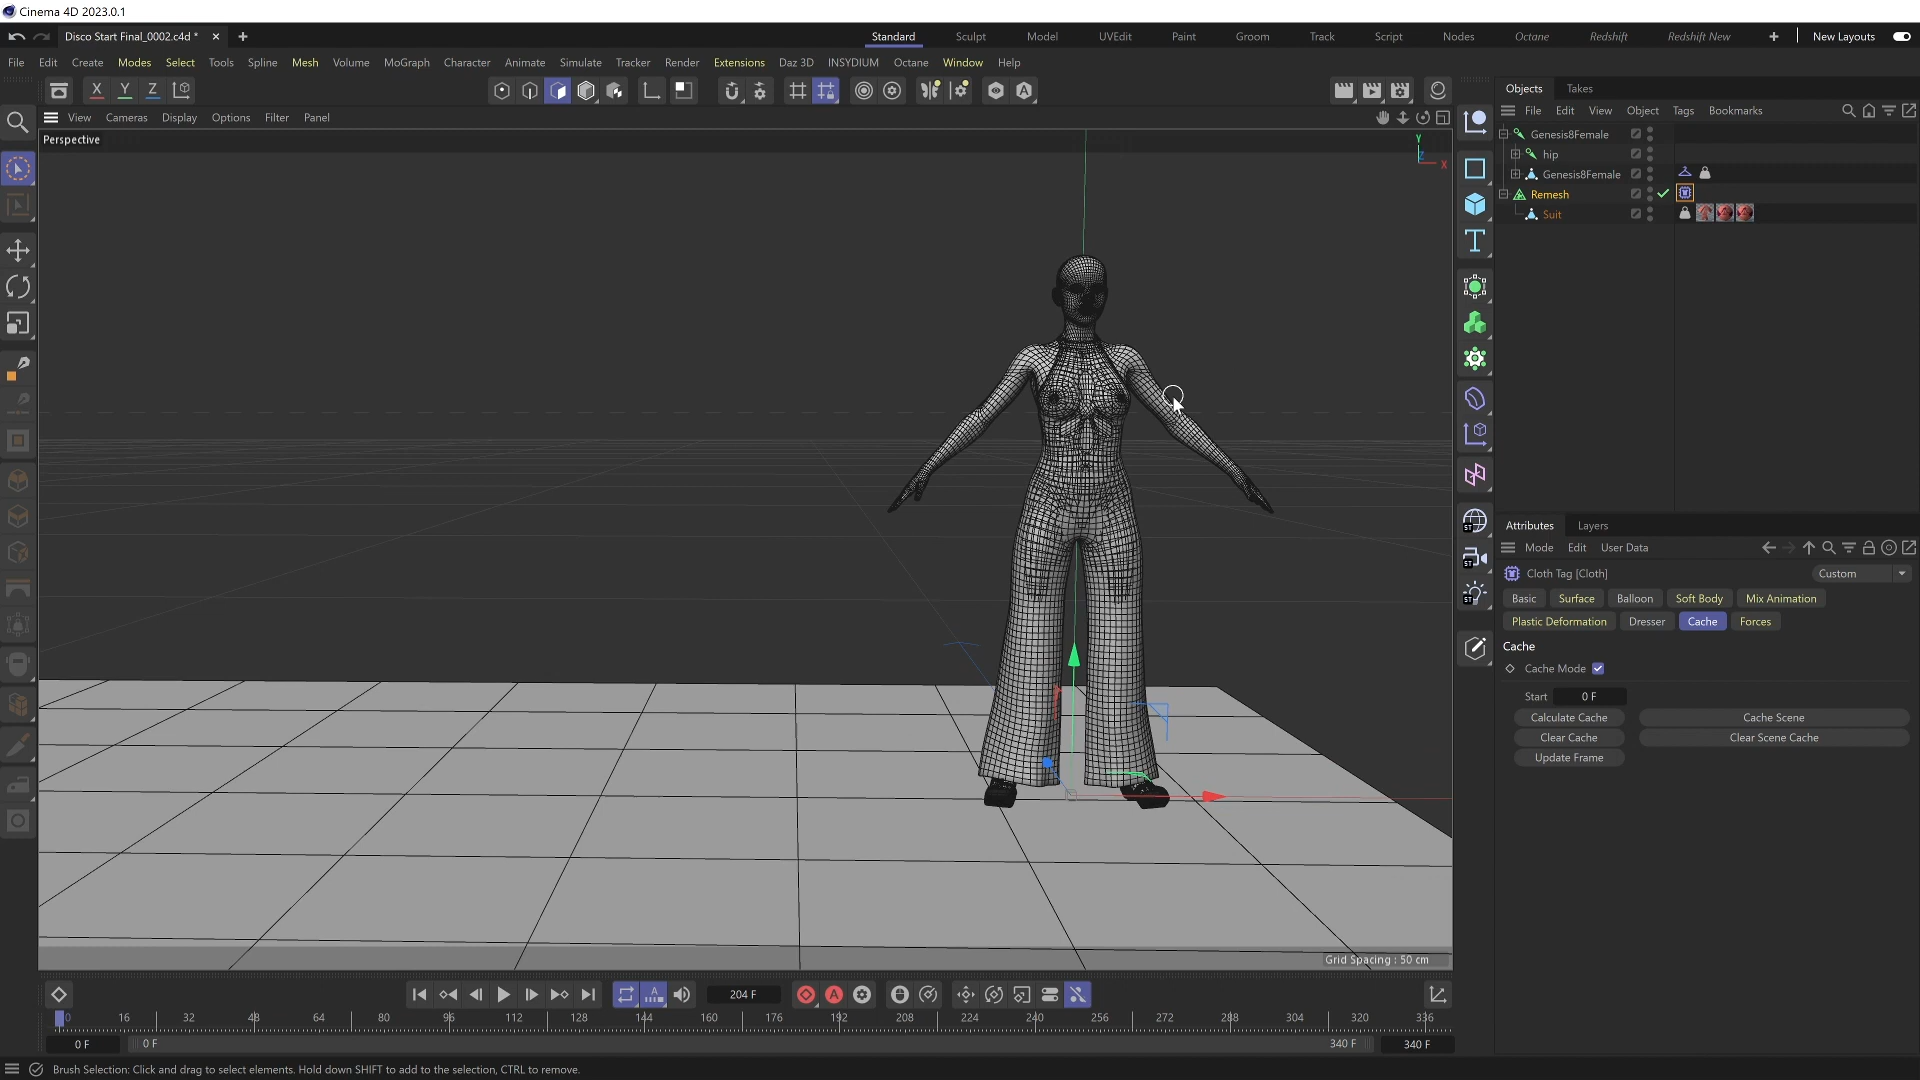 Cinema 4D 2023.0.1
Disco Start Final_0002.c4d *
Standard Sculpt Model UVEdit Paint Groom Track Script Nodes Octane Redshift Redshift New New Layouts
File Edit Create Modes Select Tools Spline Mesh Volume MoGraph Character Animate Simulate Tracker Render Extensions Daz 3D INSYDIUM Octane Window Help
X Y Z
Objects Takes
File Edit View Object Tags Bookmarks
View Cameras Display Options Filter Panel
Perspective
Y
Z
X
Genesis8Female
hip
Genesis8Female
Remesh
Suit
Attributes Layers
Mode Edit User Data
Cloth Tag [Cloth] Custom
Basic Surface Balloon Soft Body Mix Animation
Plastic Deformation Dresser Cache Forces
Cache
Cache Mode
Start 0 F
Calculate Cache Cache Scene
Clear Cache Clear Scene Cache
Update Frame
Grid Spacing : 50 cm
204 F
0 16 32 48 64 80 96 112 128 144 160 176 192 208 224 240 256 272 288 304 320 336
0 F 0 F 340 F 340 F
Brush Selection: Click and drag to select elements. Hold down SHIFT to add to the selection, CTRL to remove.